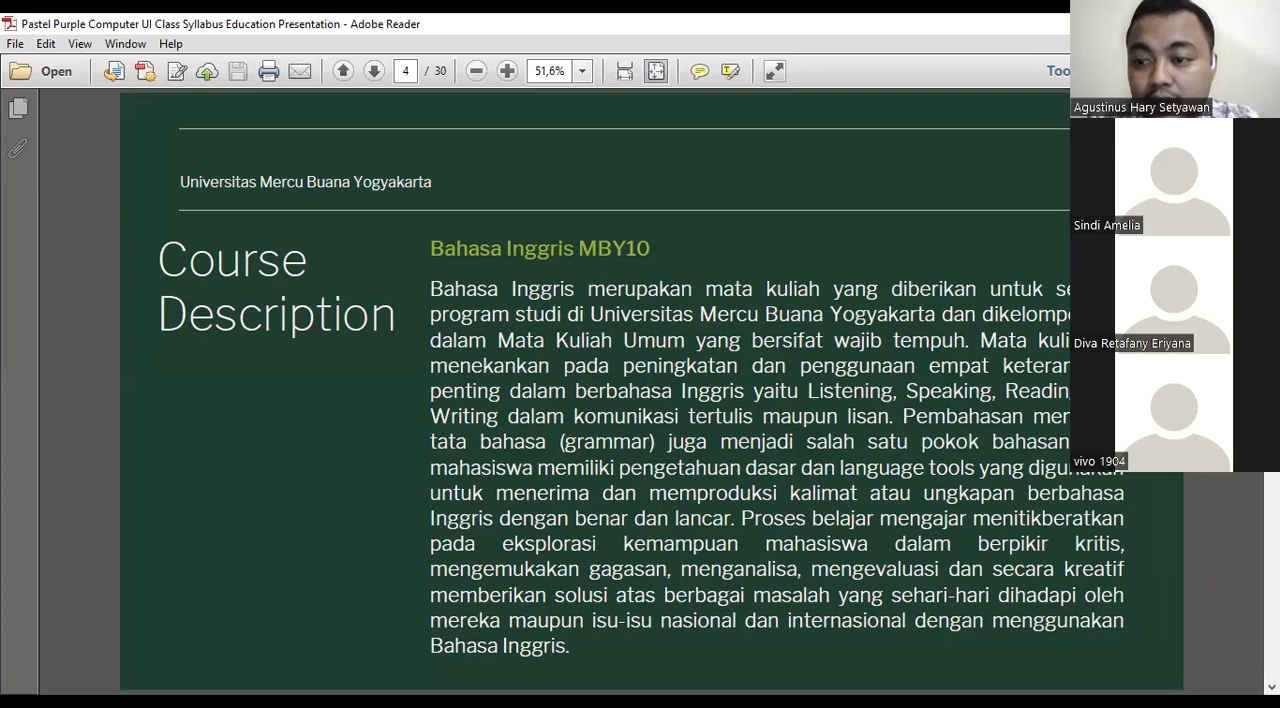 Pastel Purple Computer UI Class Syllabus Education Presentation - Adobe Reader
File Edit View Window Help
Open 4 / 30 51,6% Too
Agustinus Hary Setyawan
Universitas Mercu Buana Yogyakarta
Sindi Amelia
Course
Description
Bahasa Inggris MBY10
Bahasa Inggris merupakan mata kuliah yang diberikan untuk
program studi di Universitas Mercu Buana Yogyakarta dan
dalam Mata Kuliah Umum yang bersifat wajib tempuh. Mata
Diva Retafany Eriyana
menekankan pada peningkatan dan penggunaan empat
penting dalam berbahasa Inggris yaitu Listening, Speaking,
Writing dalam komunikasi tertulis maupun lisan. Pembahasan
tata bahasa (grammar) juga menjadi salah satu pokok bahasan
vivo 1904
mahasiswa memiliki pengetahuan dasar dan language tools yang digunakan
untuk menerima dan memproduksi kalimat atau ungkapan berbahasa
Inggris dengan benar dan lancar. Proses belajar mengajar menitikberatkan
pada eksplorasi kemampuan mahasiswa dalam berpikir kritis,
mengemukakan gagasan, menganalisa, mengevaluasi dan secara kreatif
memberikan solusi atas berbagai masalah yang sehari-hari dihadapi oleh
mereka maupun isu-isu nasional dan internasional dengan menggunakan
Bahasa Inggris.